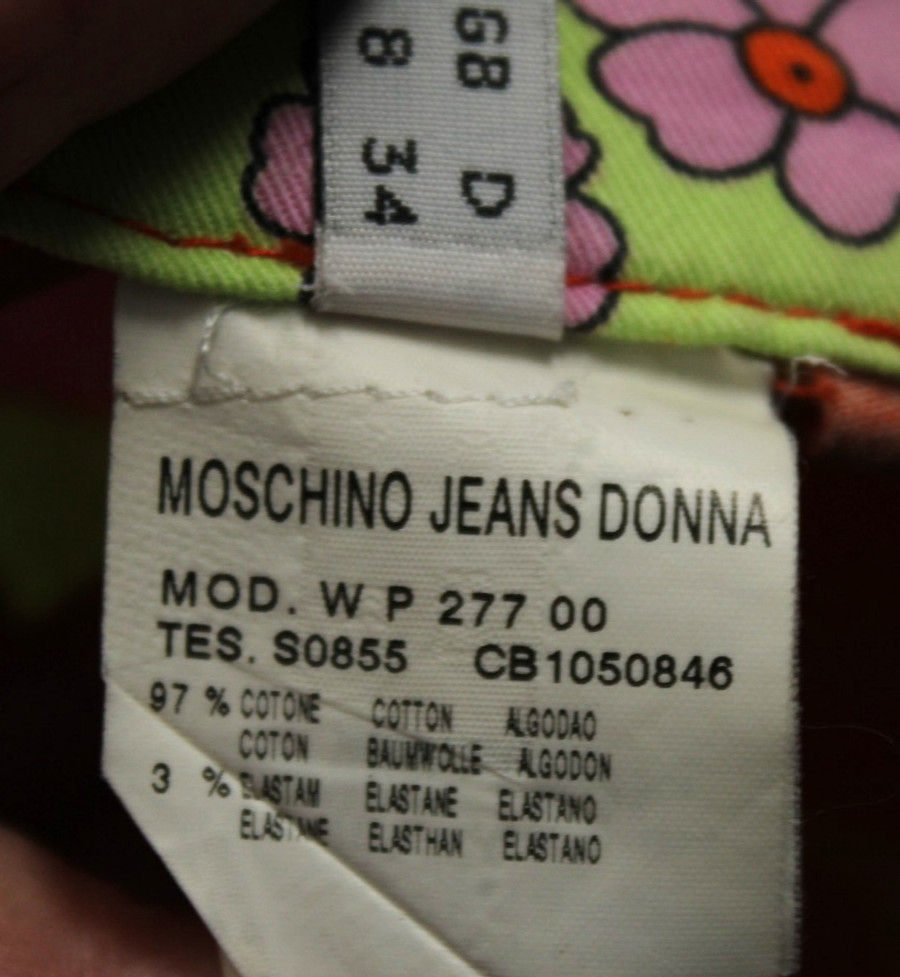 GB D
8 34
MOSCHINO JEANS DONNA
MOD. W P 277 00
TES. S0855 CB1050846
97 % COTONE COTTON ALGODAO
COTON BAUMWOLLE ALGODON
3 % ELASTAM ELASTANE ELASTANO
ELASTANE ELASTHAN ELASTANO